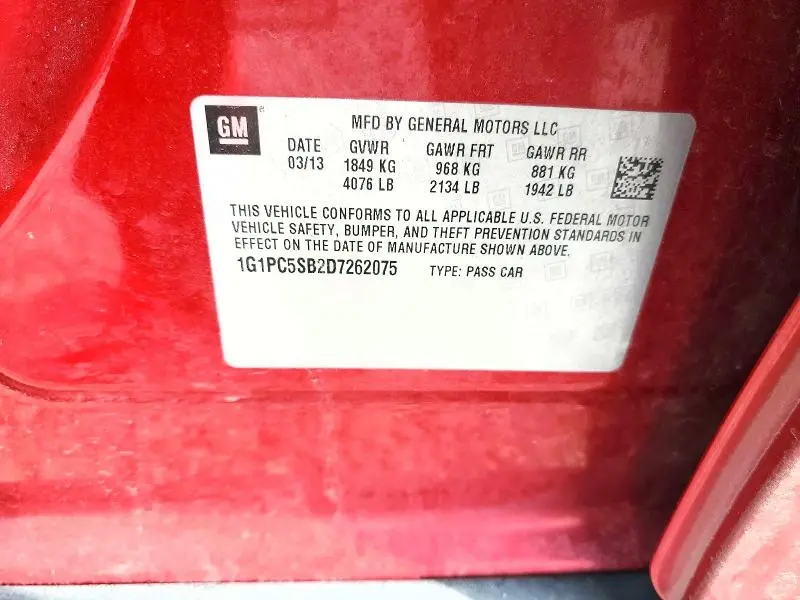 GM ®
MFD BY GENERAL MOTORS LLC
DATE GVWR GAWR FRT GAWR RR
03/13 1849 KG 968 KG 881 KG
4076 LB 2134 LB 1942 LB
THIS VEHICLE CONFORMS TO ALL APPLICABLE U.S. FEDERAL MOTOR
VEHICLE SAFETY, BUMPER, AND THEFT PREVENTION STANDARDS IN
EFFECT ON THE DATE OF MANUFACTURE SHOWN ABOVE.
1G1PC5SB2D7262075 TYPE: PASS CAR